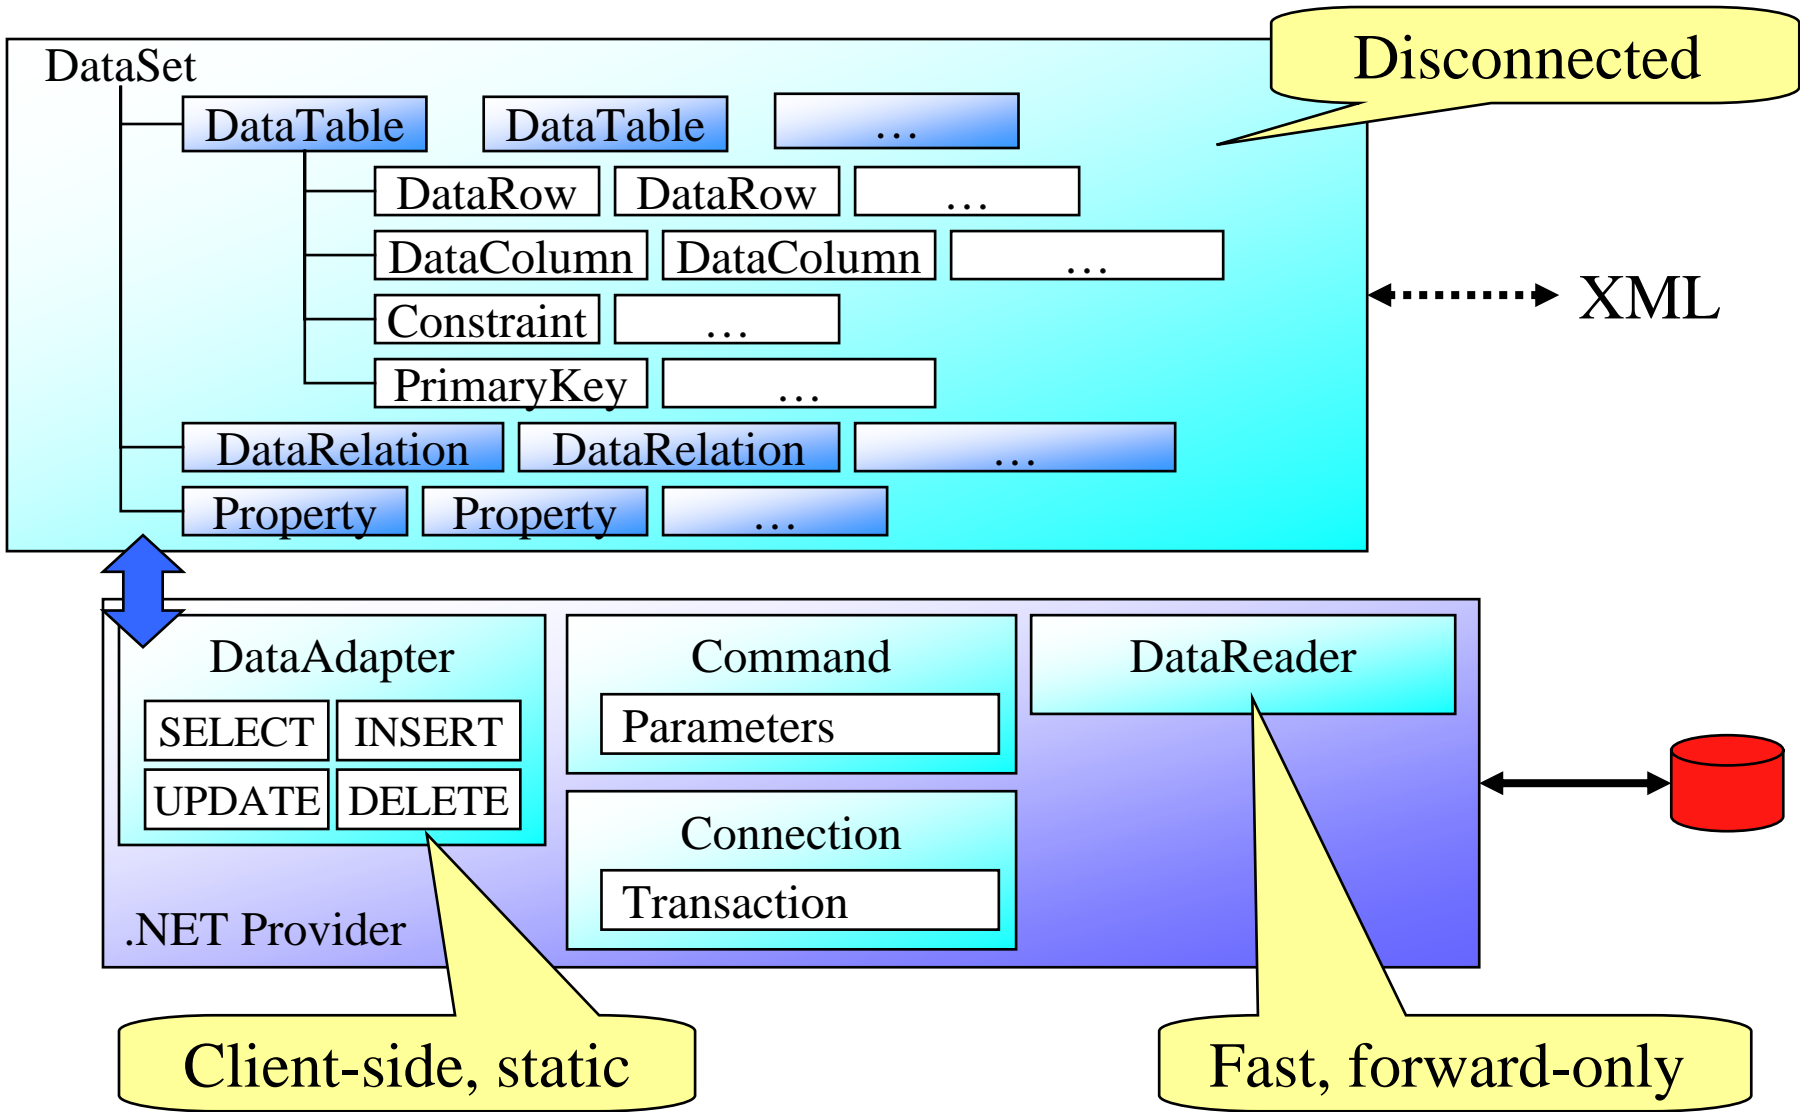 Disconnected
DataSet
DataTable DataTable …
DataRow DataRow …
DataColumn DataColumn …
XML
Constraint …
PrimaryKey …
DataRelation DataRelation …
Property Property …
DataAdapter
SELECT INSERT
UPDATE DELETE
Command
Parameters
Connection
Transaction
DataReader
.NET Provider
Client-side, static
Fast, forward-only